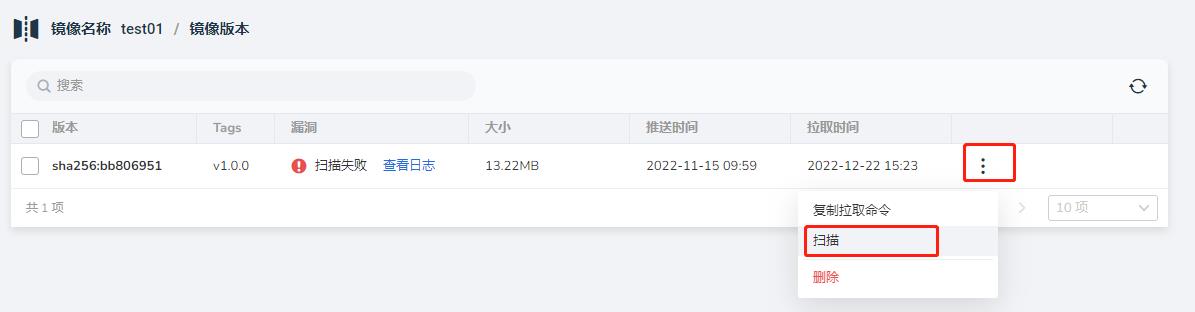 镜像名称 test01 / 镜像版本
搜索
版本 Tags 漏洞 大小 推送时间 拉取时间
sha256:bb806951 v1.0.0 扫描失败 查看日志 13.22MB 2022-11-15 09:59 2022-12-22 15:23
共 1 项 10 项
复制拉取命令
扫描
删除